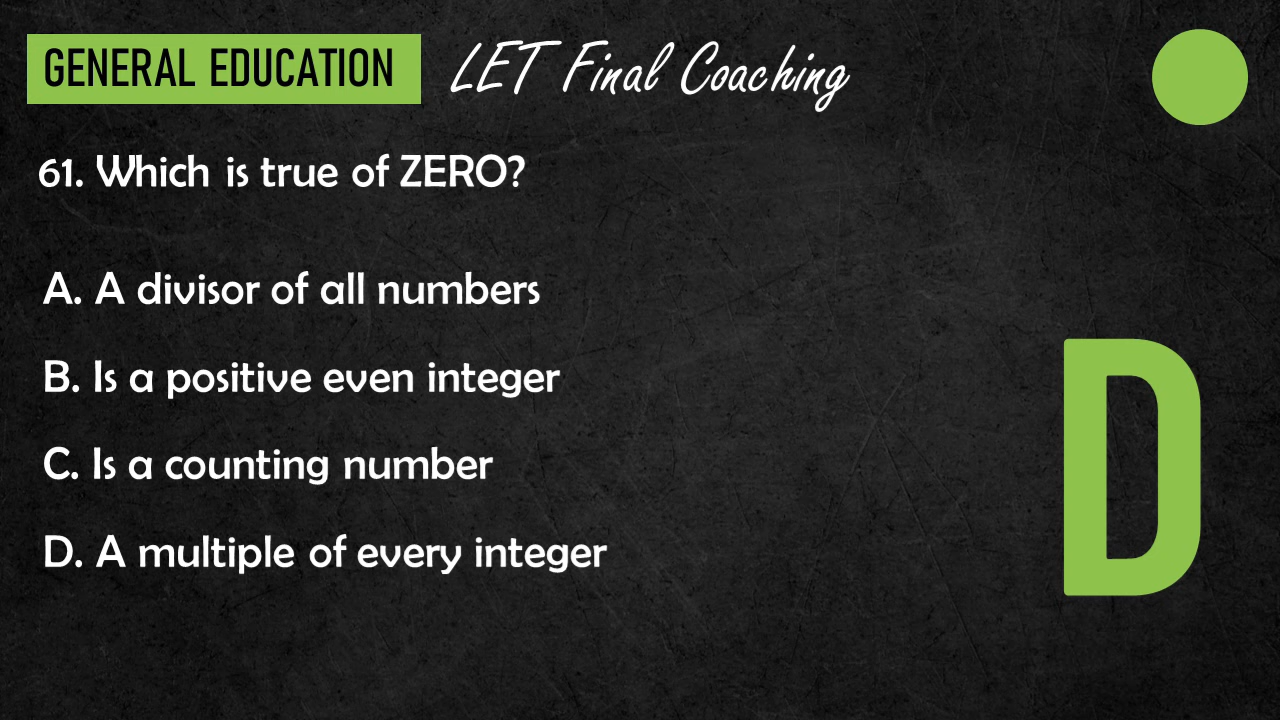 GENERAL EDUCATION LET Final Coaching
61. Which is true of ZERO?
A. A divisor of all numbers
B. Is a positive even integer
C. Is a counting number
D. A multiple of every integer
D